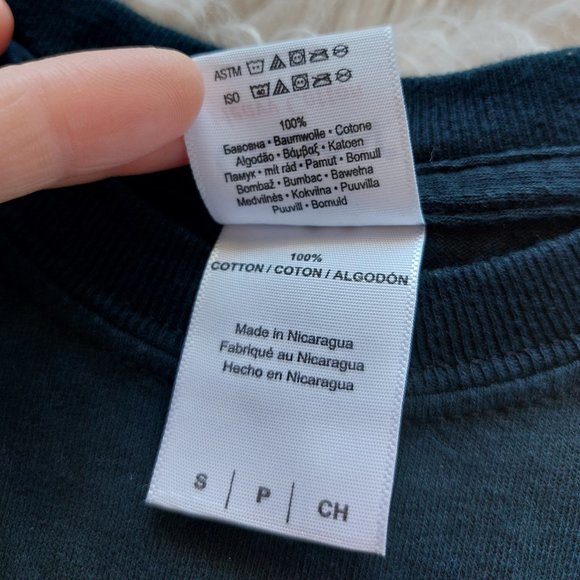 ASTM
ISO 40
100%
Бавовна • Baumwolle • Cotone
Algodão • Βάμβαξ • Katoen
Памук • mit rád • Pamut • Bomull
Bombaž • Bumbac • Bawełna
Medvilnės • Kokvilna • Puuvilla
Puuvill • Bomuld
100%
COTTON / COTON / ALGODÓN
Made in Nicaragua
Fabriqué au Nicaragua
Hecho en Nicaragua
S | P | CH